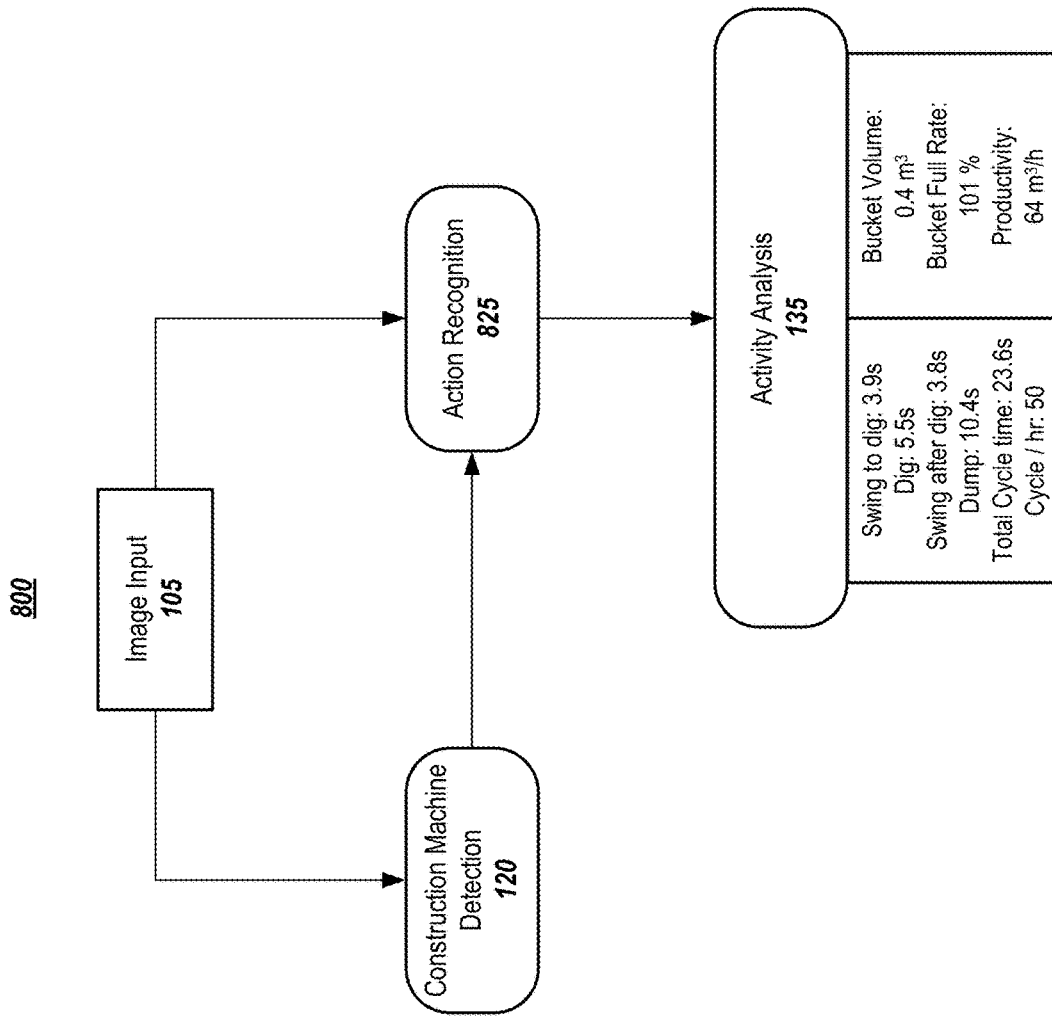 800
Image Input
105
Construction Machine
Detection
120
Action Recognition
825
Activity Analysis
135
Swing to dig: 3.9s
Dig: 5.5s
Swing after dig: 3.8s
Dump: 10.4s
Total Cycle time: 23.6s
Cycle / hr: 50
Bucket Volume:
0.4 m³
Bucket Full Rate:
101 %
Productivity:
64 m³/h